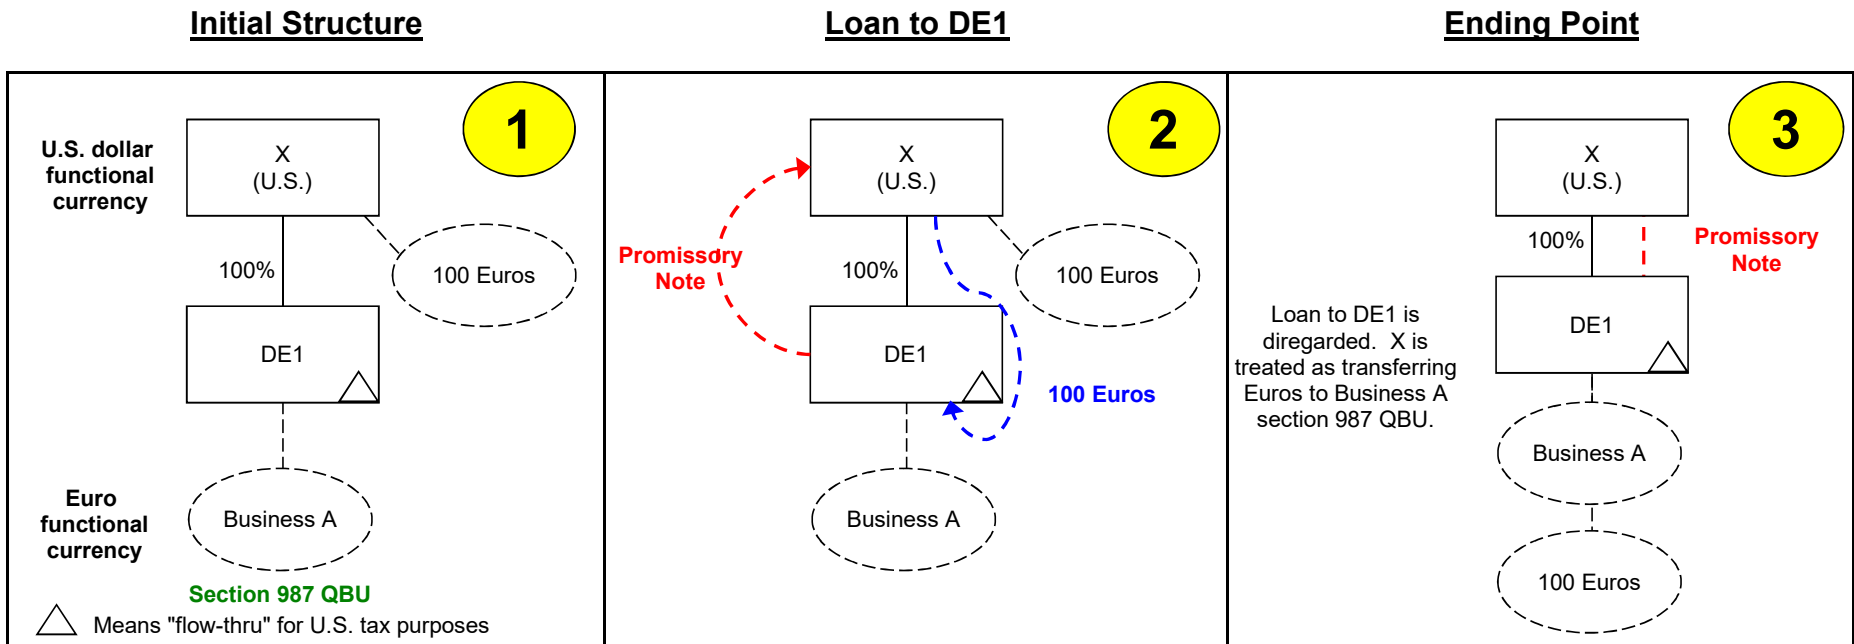 Initial Structure
Loan to DE1
Ending Point
1
U.S. dollar
functional
currency
X
(U.S.)
100%
100 Euros
DE1
Euro
functional
currency
Business A
Section 987 QBU
Means "flow-thru" for U.S. tax purposes
2
X
(U.S.)
Promissory
Note
100%
100 Euros
DE1
100 Euros
Business A
3
X
(U.S.)
100%
Promissory
Note
Loan to DE1 is
diregarded. X is
treated as transferring
Euros to Business A
section 987 QBU.
DE1
Business A
100 Euros